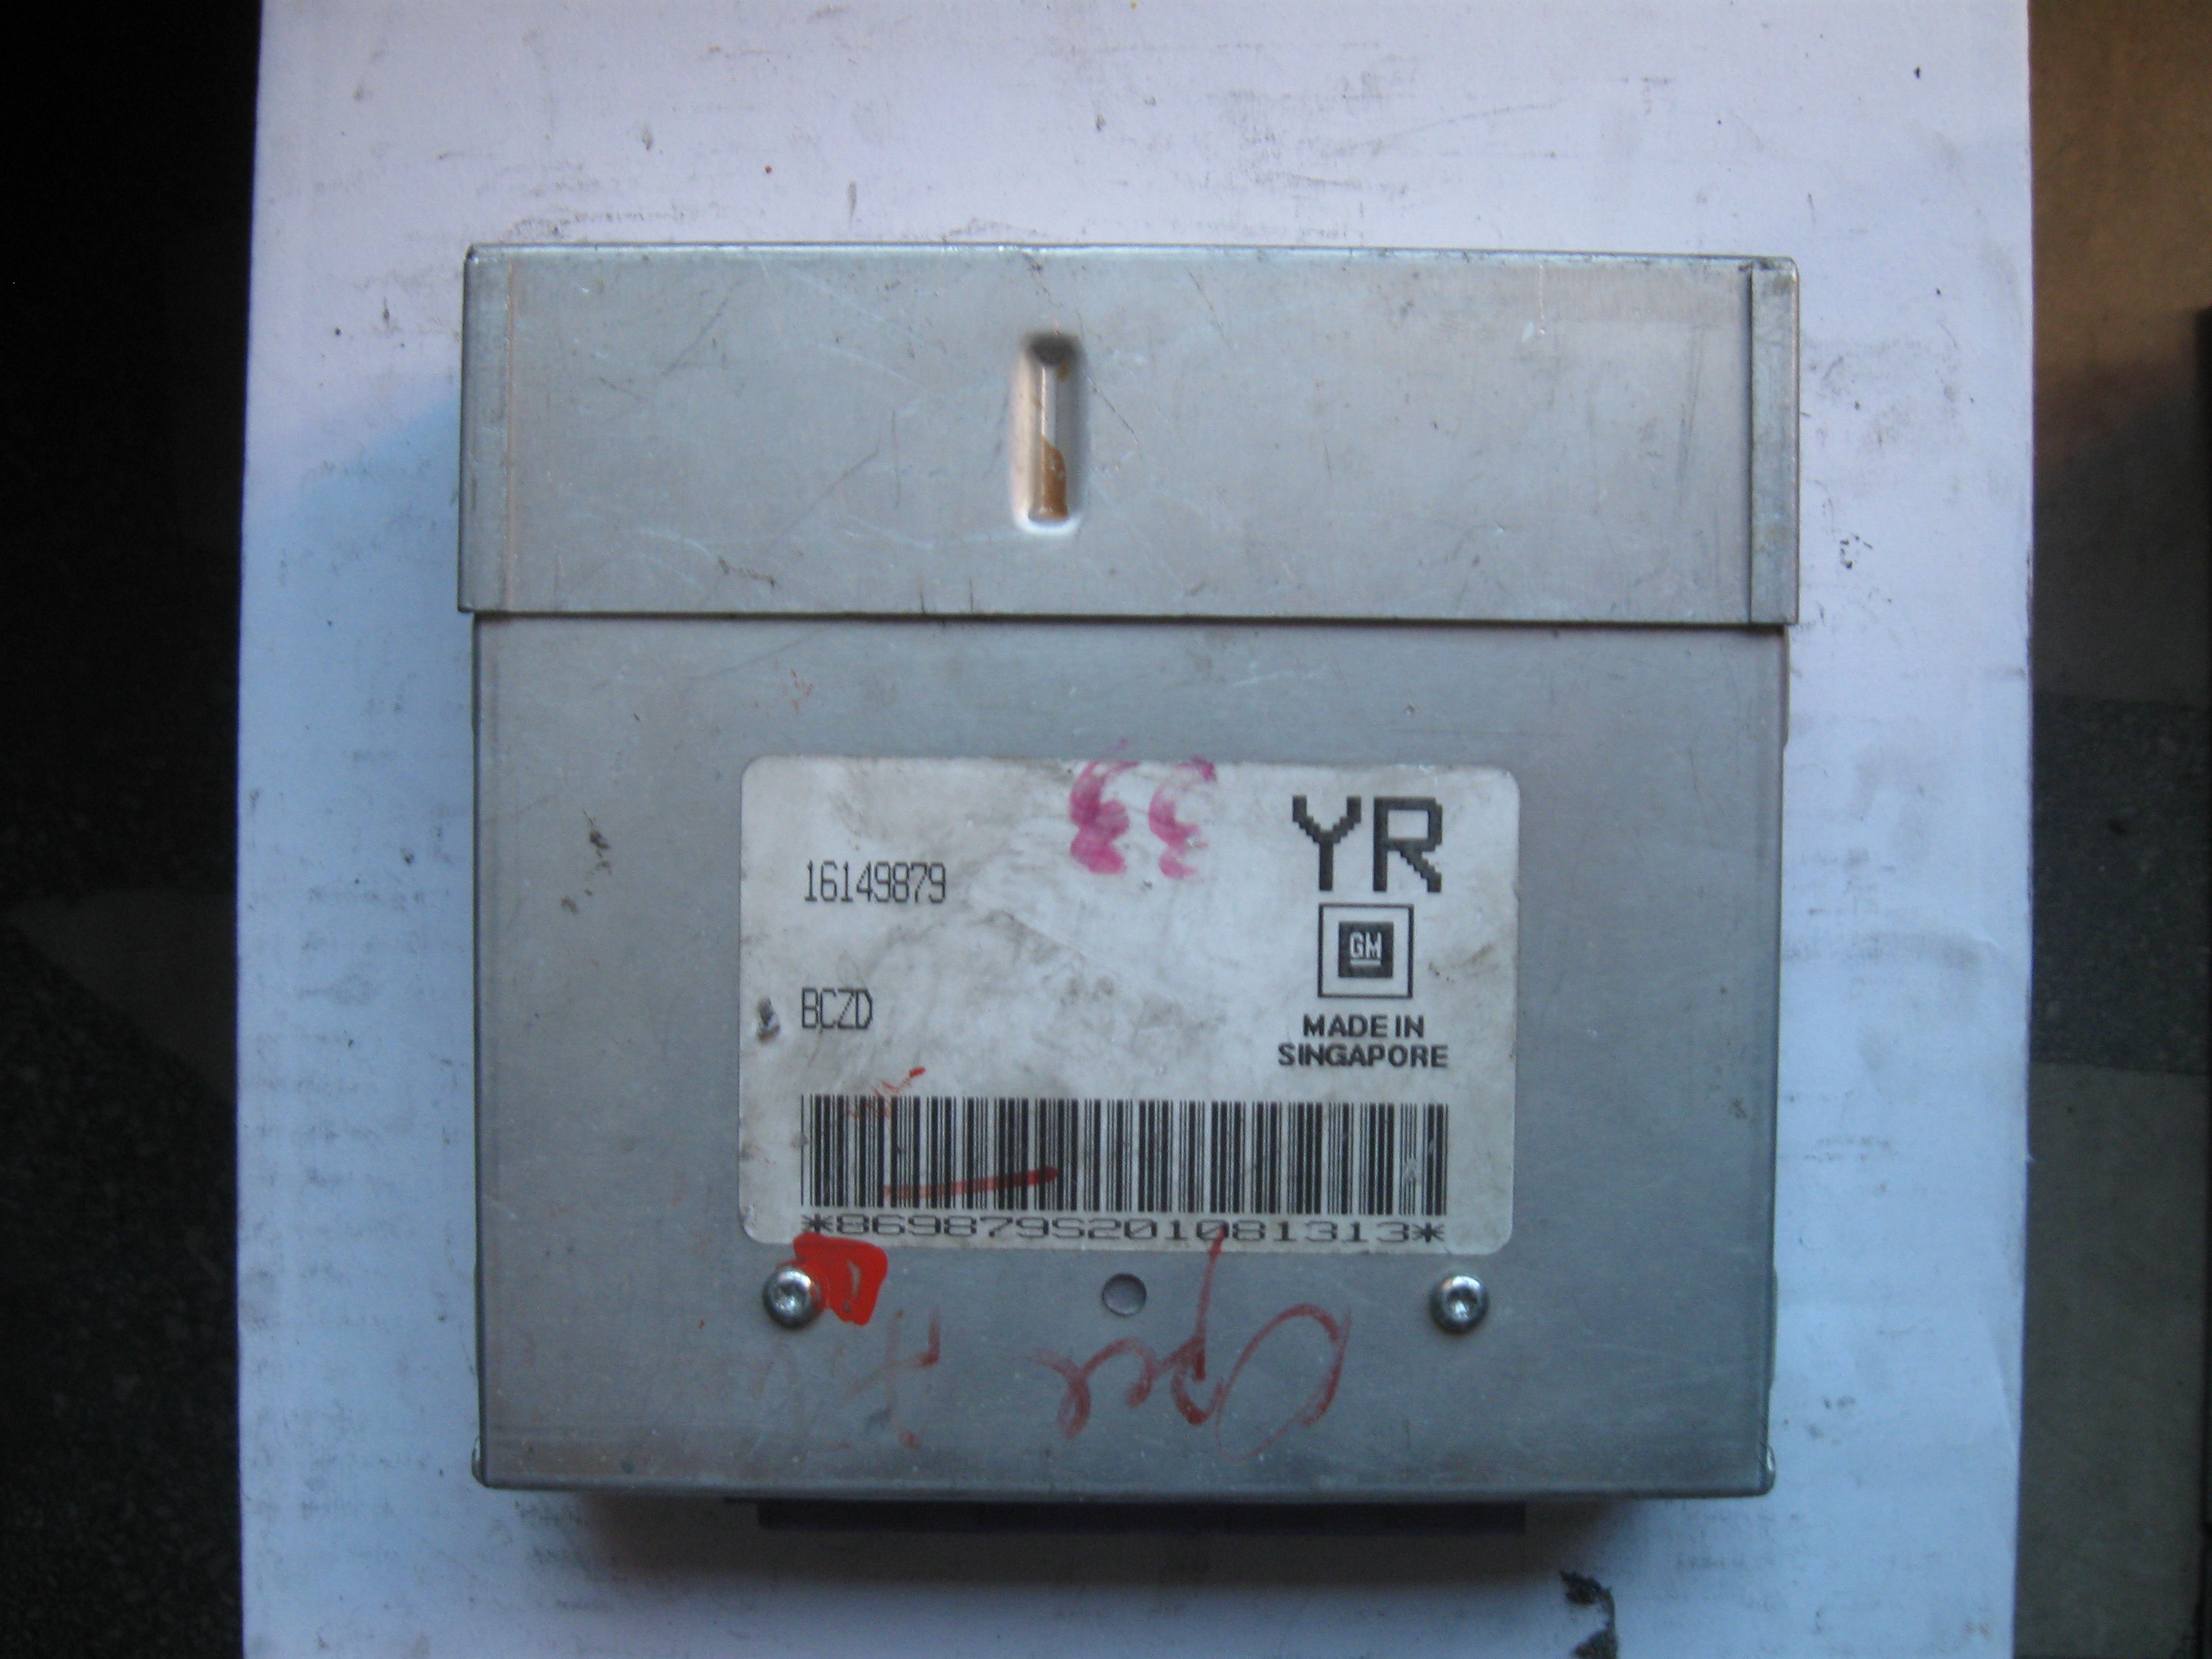 YR
16149879
GM
BCZD
MADE IN
SINGAPORE
*869879S201081313*